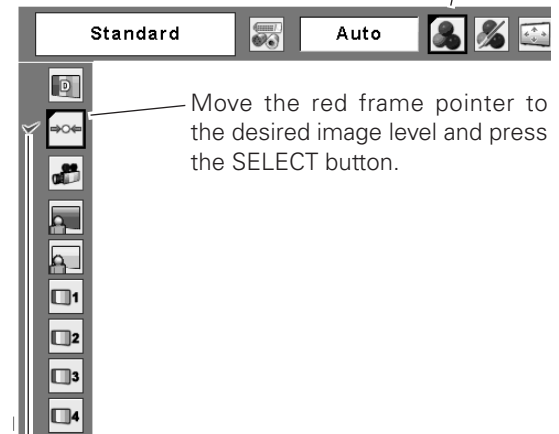 Standard
Auto
Move the red frame pointer to
the desired image level and press
the SELECT button.
D
1
2
3
4